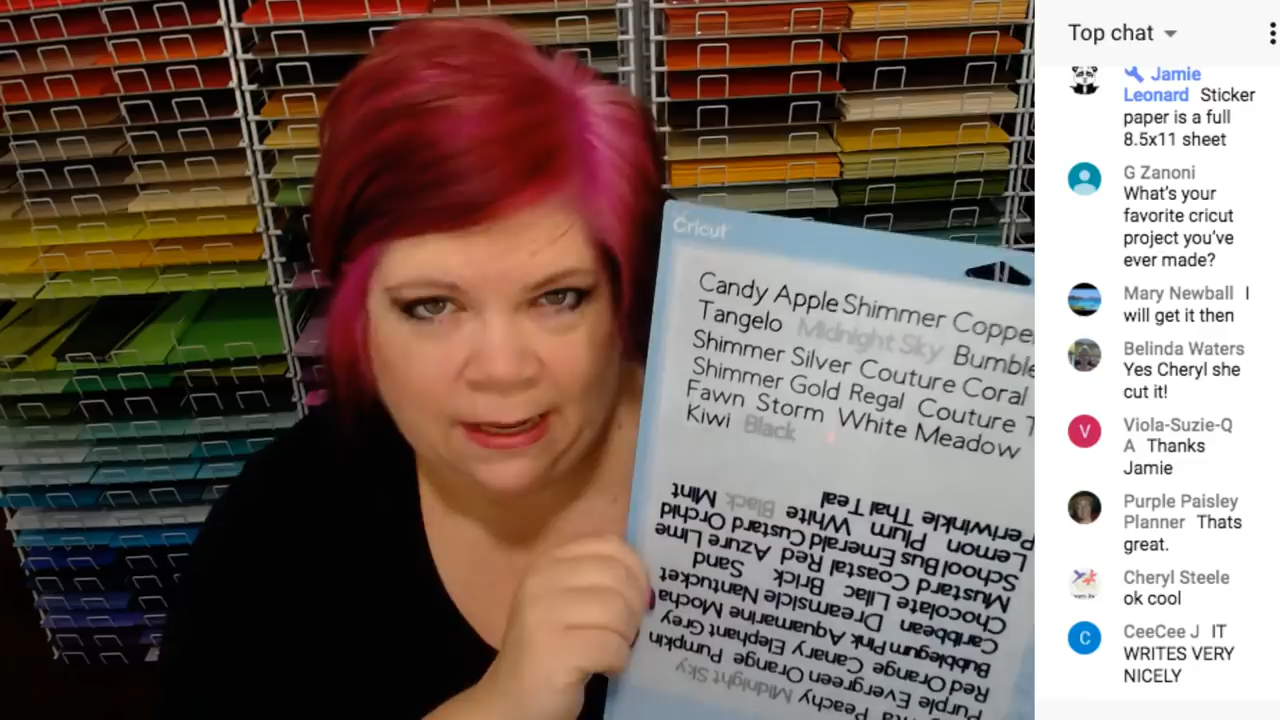 Cricut
Candy Apple Shimmer Coppe
Tangelo Midnight Sky Bumble
Shimmer Silver Couture Coral
Shimmer Gold Regal Couture T
Fawn Storm White Meadow
Kiwi Black
Peachy Midnight Sky
Purple Evergreen Orange Pumpkin
Red Orange Canary Elephant Grey
Bubblegum Pink Aquamarine Mocha
Caribbean Dreamsicle Nantucket
Chocolate Lilac Brick Sand
Mustard Coastal Red Azure Lime
School Bus Emerald Custard Orchid
Lemon Plum White Black Mint
Periwinkle Thai Teal
Top chat
Jamie
Leonard Sticker
paper is a full
8.5x11 sheet
G Zanoni
What's your
favorite cricut
project you've
ever made?
Mary Newball I
will get it then
Belinda Waters
Yes Cheryl she
cut it!
V
Viola-Suzie-Q
A Thanks
Jamie
Purple Paisley
Planner Thats
great.
Cheryl Steele
ok cool
C
CeeCee J IT
WRITES VERY
NICELY